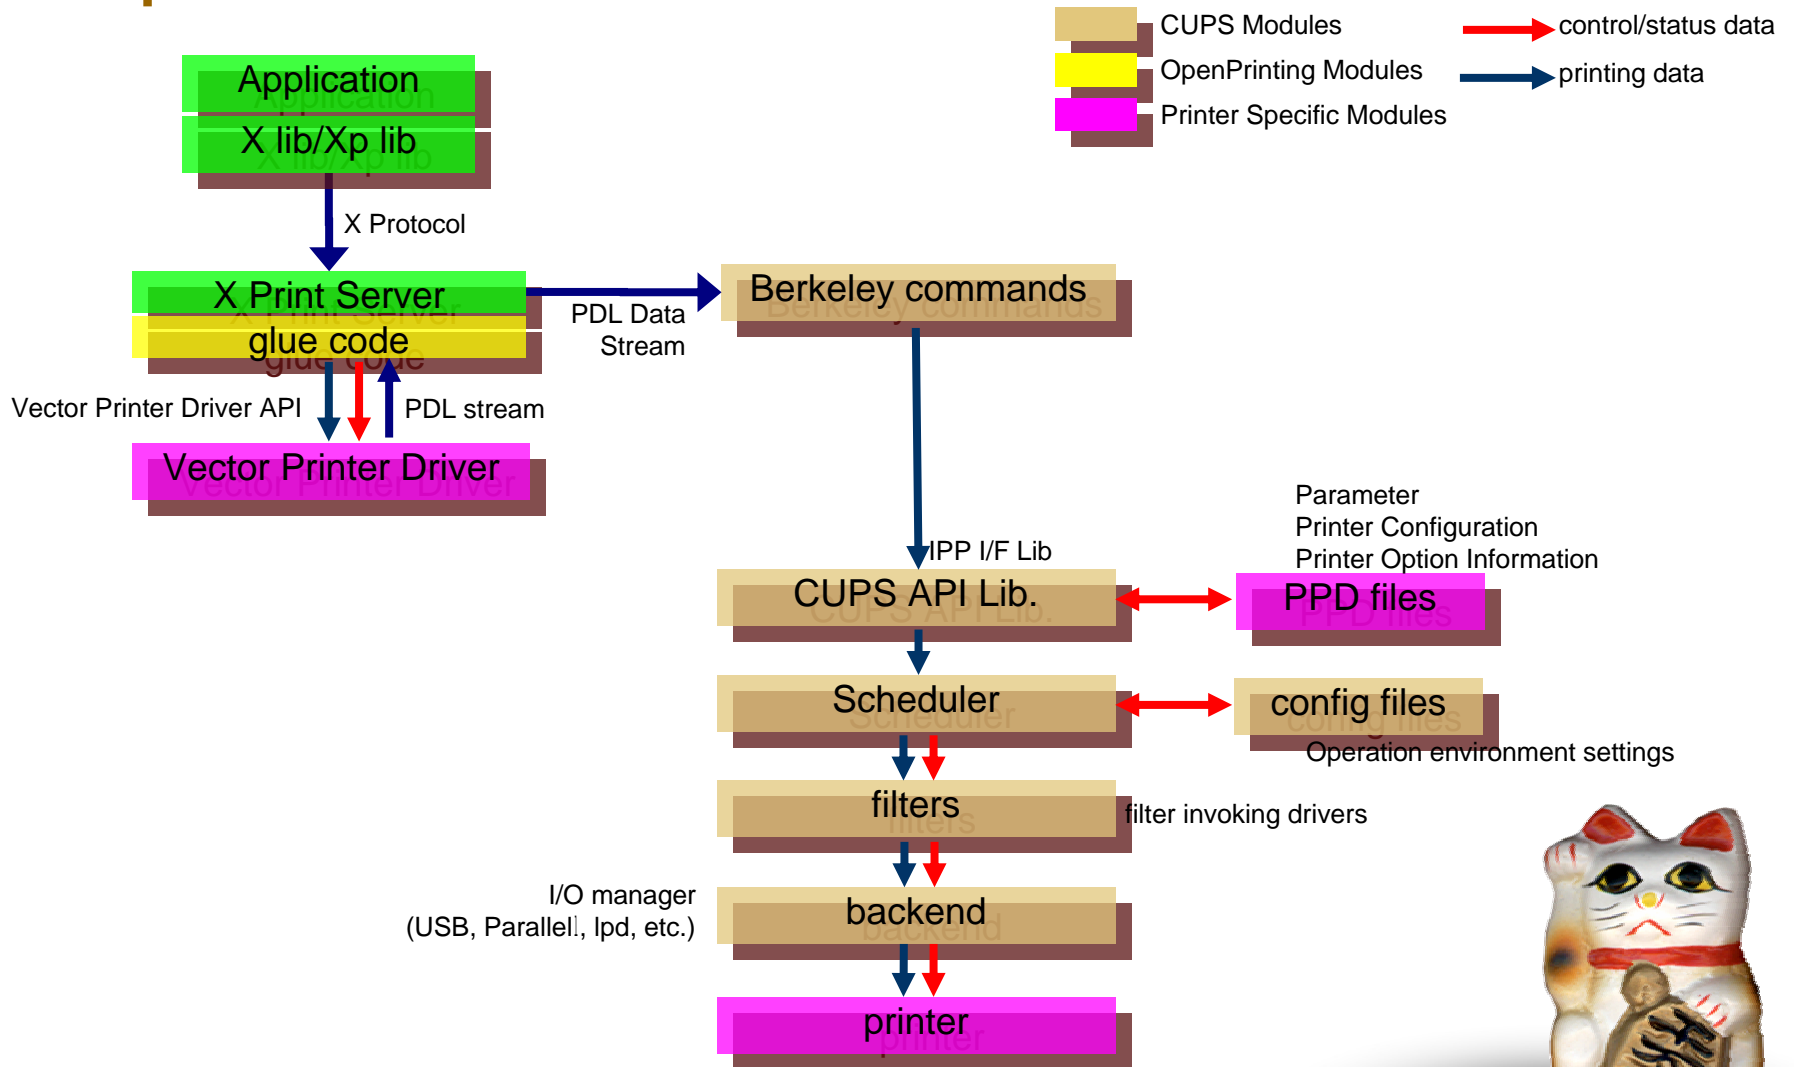 CUPS Modules
control/status data
OpenPrinting Modules
printing data
Printer Specific Modules
Application
X lib/Xp lib
X Protocol
X Print Server
glue code
PDL Data
Stream
Berkeley commands
Vector Printer Driver API
PDL stream
Vector Printer Driver
Parameter
Printer Configuration
Printer Option Information
IPP I/F Lib
CUPS API Lib.
PPD files
Scheduler
config files
Operation environment settings
filters
filter invoking drivers
I/O manager
(USB, Parallel, lpd, etc.)
backend
printer